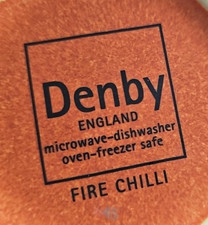 Denby
ENGLAND
microwave-dishwasher
oven-freezer safe
FIRE CHILLI